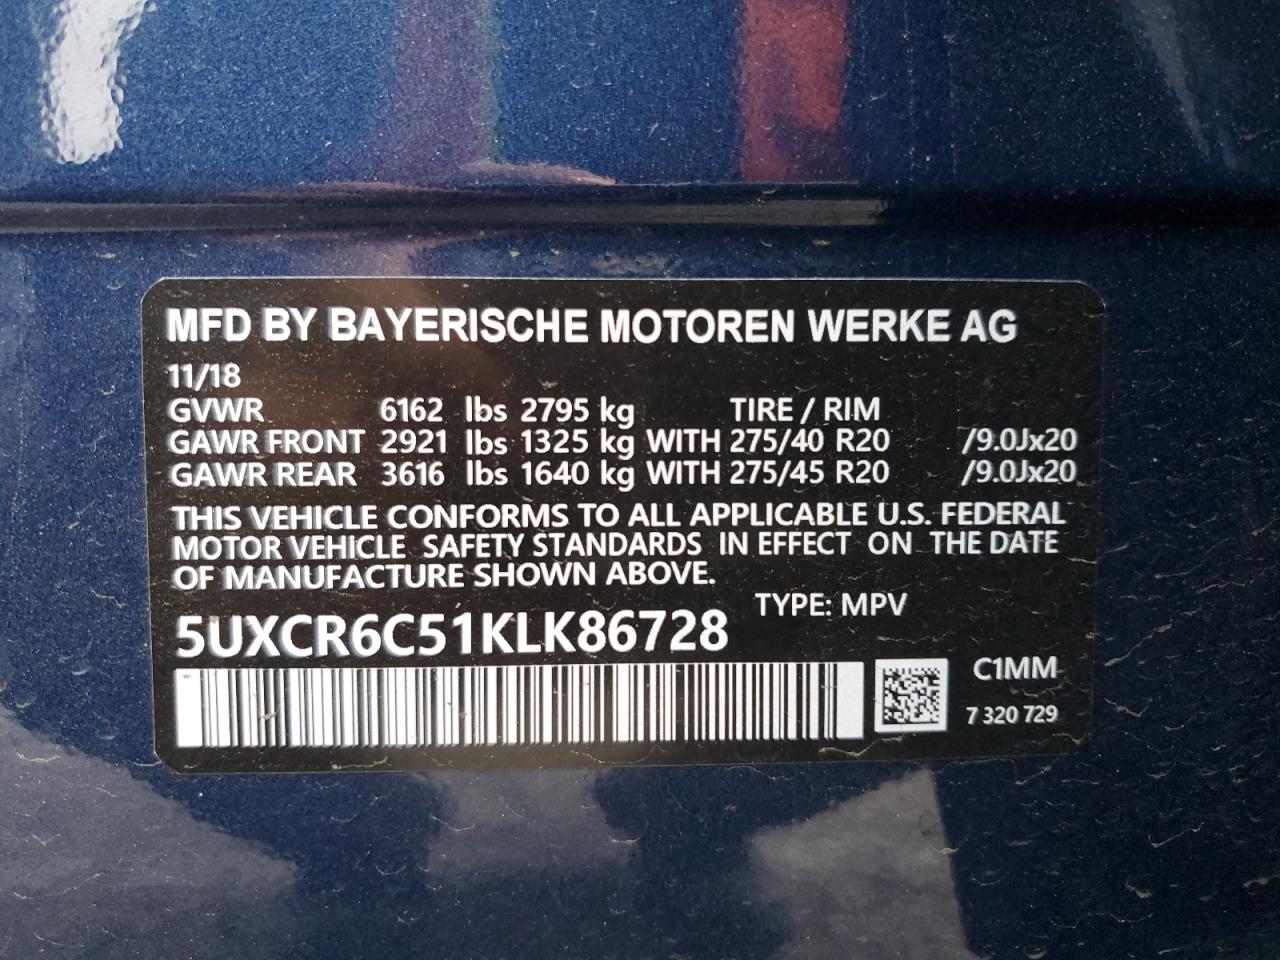 MFD BY BAYERISCHE MOTOREN WERKE AG
11/18
GVWR 6162 lbs 2795 kg TIRE / RIM
GAWR FRONT 2921 lbs 1325 kg WITH 275/40 R20 /9.0Jx20
GAWR REAR 3616 lbs 1640 kg WITH 275/45 R20 /9.0Jx20
THIS VEHICLE CONFORMS TO ALL APPLICABLE U.S. FEDERAL
MOTOR VEHICLE SAFETY STANDARDS IN EFFECT ON THE DATE
OF MANUFACTURE SHOWN ABOVE.
TYPE: MPV
5UXCR6C51KLK86728
C1MM
7 320 729